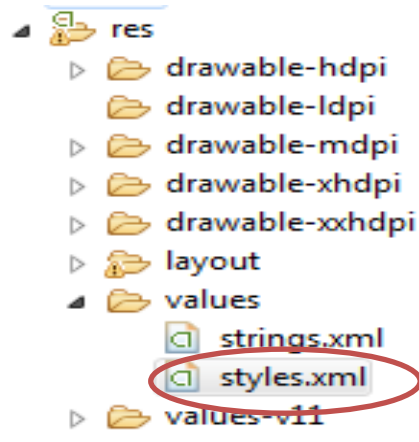 res
drawable-hdpi
drawable-ldpi
drawable-mdpi
drawable-xhdpi
drawable-xxhdpi
layout
values
strings.xml
styles.xml
values-v11